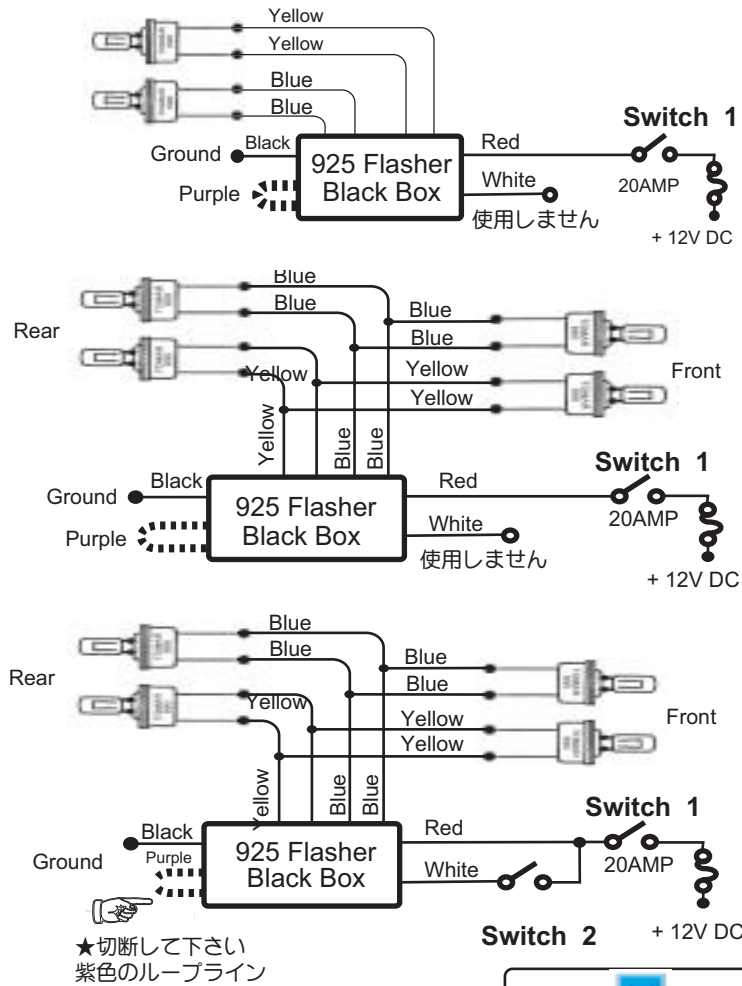 Yellow
Yellow
Blue
Blue
Switch 1
Ground
Black
925 Flasher
Black Box
Red
Purple
White
20AMP
使用しません
+ 12V DC
Blue
Blue
Rear
Blue
Blue
Yellow
Yellow
Yellow
Front
Yellow
Blue
Blue
Switch 1
Black
Red
Ground
925 Flasher
Black Box
20AMP
Purple
White
使用しません
+ 12V DC
Blue
Blue
Rear
Blue
Blue
Yellow
Yellow
Yellow
Front
Yellow
Blue
Blue
Switch 1
Black
Red
Ground
Purple
925 Flasher
Black Box
20AMP
White
★切断して下さい
紫色のループライン
Switch 2
+ 12V DC